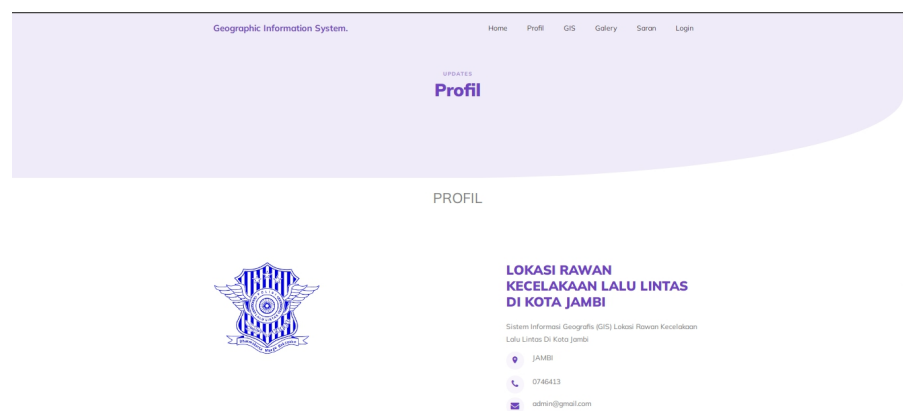 Geographic Information System.
Home Profil GIS Galery Saran Login
UPDATES
Profil
PROFIL
LOKASI RAWAN
KECELAKAAN LALU LINTAS
DI KOTA JAMBI
Sistem Informasi Geografis (GIS) Lokasi Rawan Kecelakaan
Lalu Lintas Di Kota Jambi
JAMBI
0746413
admin@gmail.com